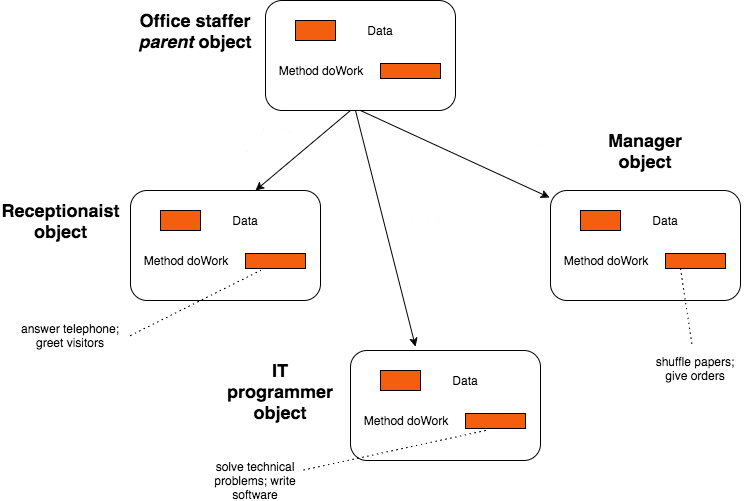 Office staffer
parent object
Data
Method doWork
Manager
object
Receptionaist
object
Data
Method doWork
answer telephone;
greet visitors
Data
Method doWork
shuffle papers;
give orders
IT
programmer
object
Data
Method doWork
solve technical
problems; write
software